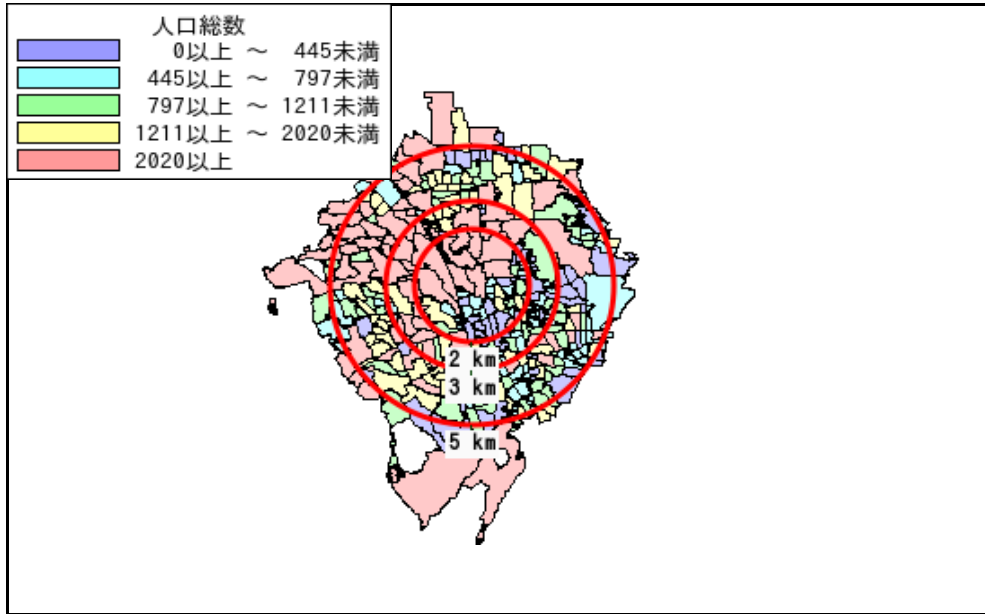 人口総数
0以上 ～ 445未満
445以上 ～ 797未満
797以上 ～ 1211未満
1211以上 ～ 2020未満
2020以上
2 km
3 km
5 km